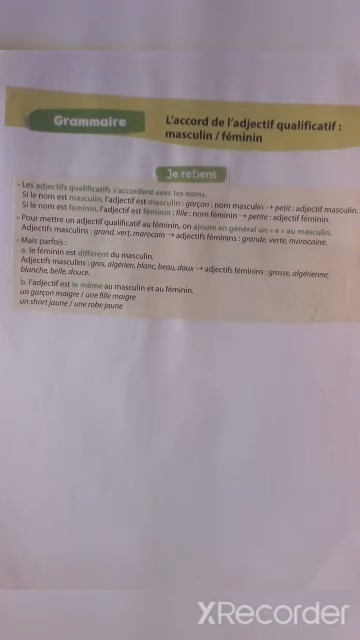 Grammaire
L'accord de l'adjectif qualificatif :
masculin / féminin
Je retiens
• Les adjectifs qualificatifs s'accordent avec les noms.
Si le nom est masculin, l'adjectif est masculin : garçon : nom masculin → petit : adjectif masculin.
Si le nom est féminin, l'adjectif est féminin : fille : nom féminin → petite : adjectif féminin.
• Pour mettre un adjectif qualificatif au féminin, on ajoute en général un « e » au masculin.
Adjectifs masculins : grand, vert, marocain → adjectifs féminins : grande, verte, marocaine.
• Mais parfois :
a. le féminin est différent du masculin.
Adjectifs masculins : gros, algérien, blanc, beau, doux → adjectifs féminins : grosse, algérienne,
blanche, belle, douce.
b. l'adjectif est le même au masculin et au féminin.
un garçon maigre / une fille maigre
un short jaune / une robe jaune
XRecorder